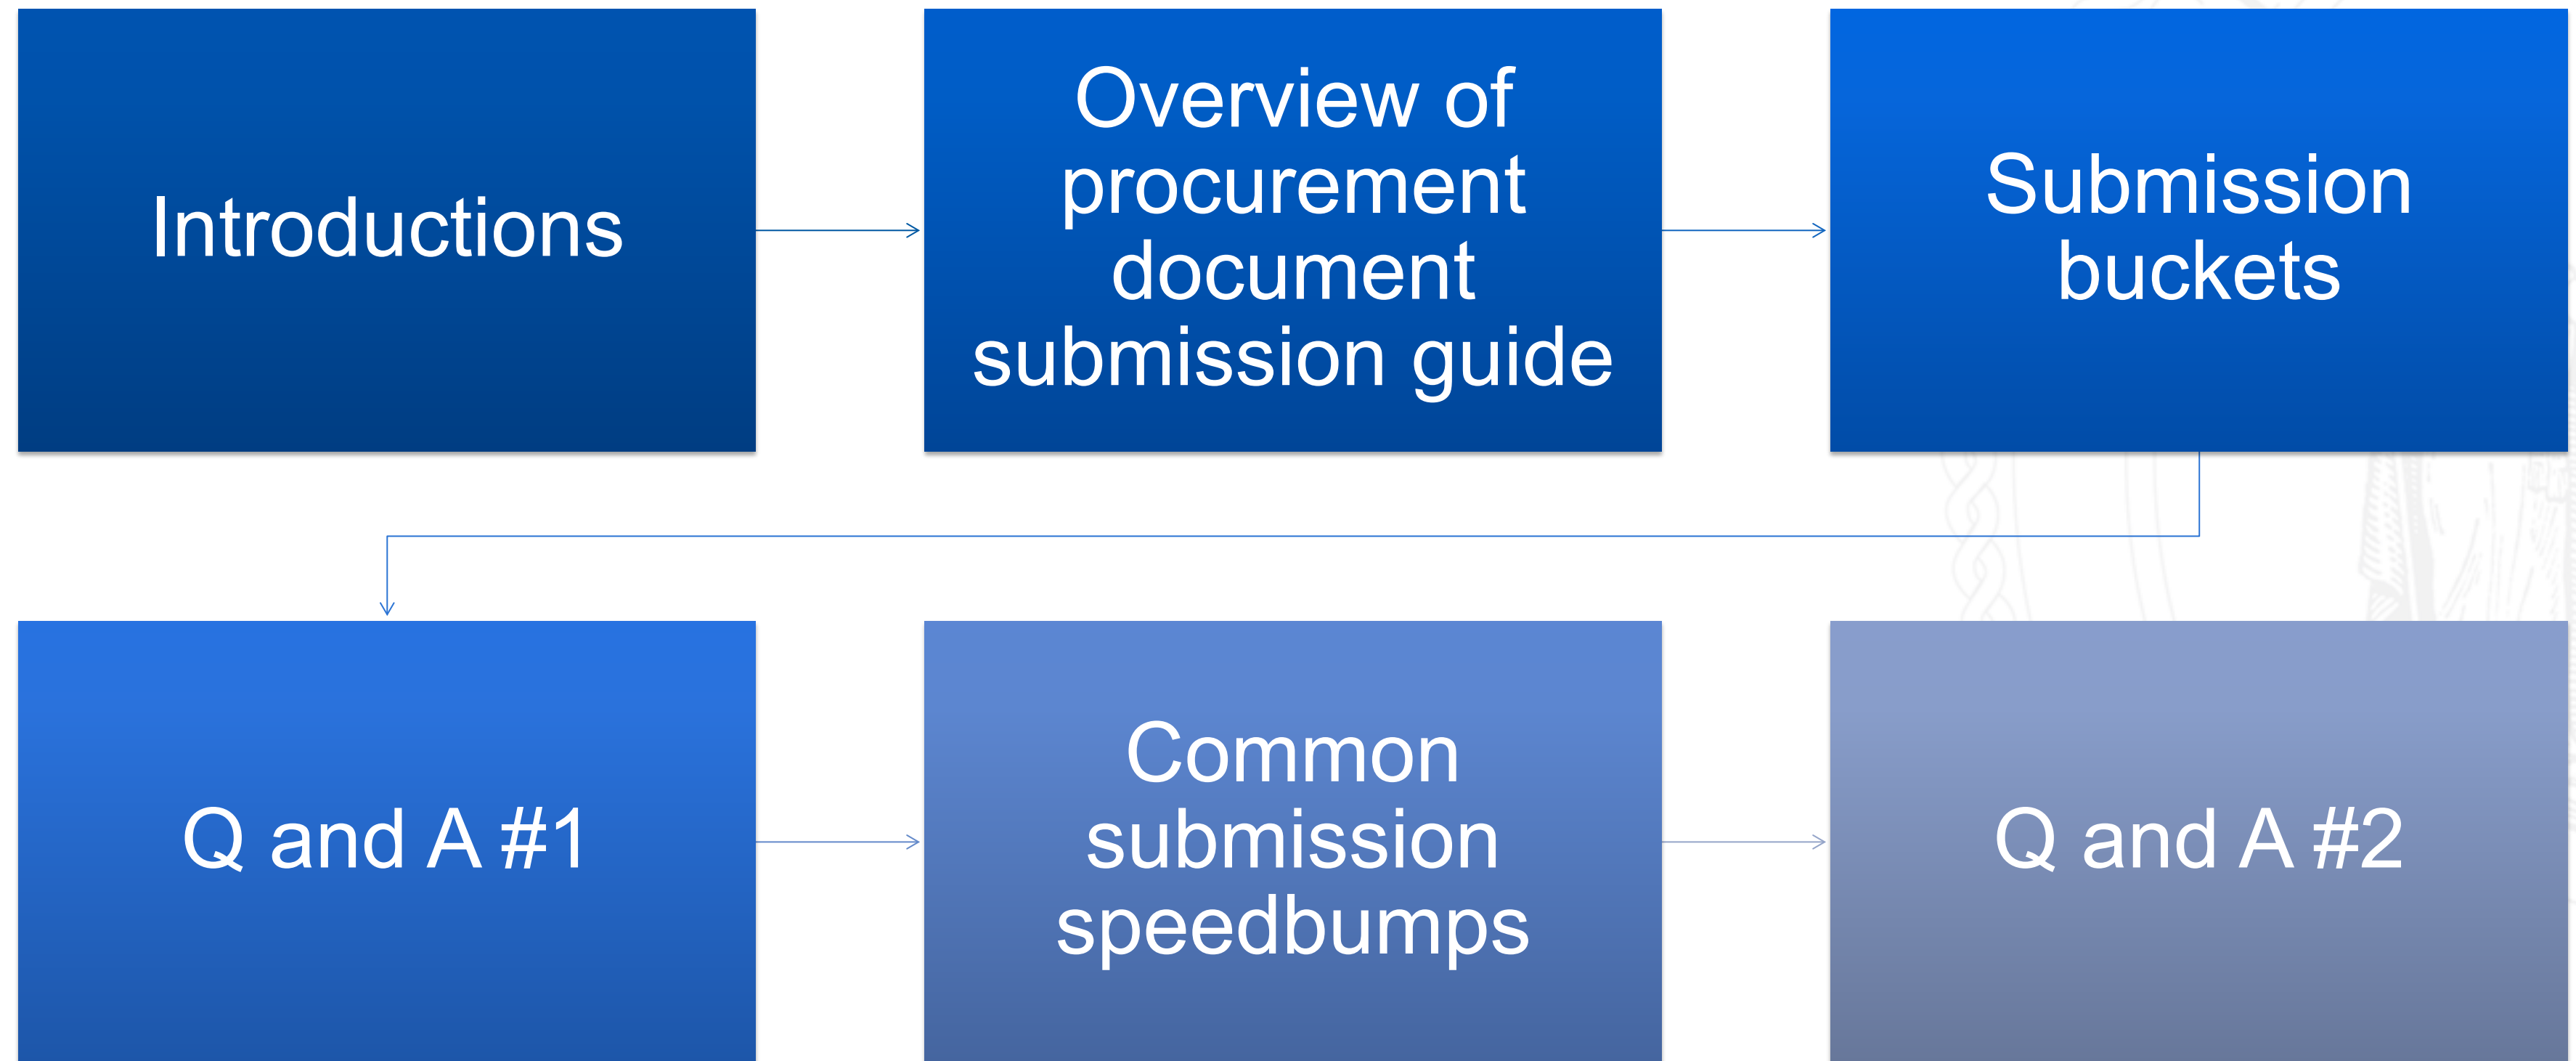 Introductions
Overview of
procurement
document
submission guide
Submission
buckets
Q and A #1
Common
submission
speedbumps
Q and A #2